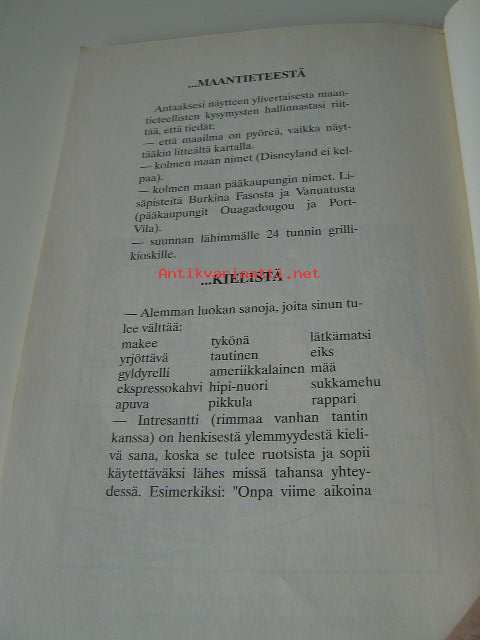 ...MAANTIETEESTÄ
Antaaksesi näytteen ylivertaisesta maan-
tieteellisten kysymysten hallinnastasi riit-
tää, että tiedät:
— että maailma on pyöreä, vaikka näyt-
tääkin litteältä kartalla.
— kolmen maan nimet (Disneyland ei kel-
paa).
— kolmen maan pääkaupungin nimet. Li-
säpisteitä Burkina Fasosta ja Vanuatusta
(pääkaupungit Ouagadougou ja Port-
Vila).
— suunnan lähimmälle 24 tunnin grilli-
kioskille.
Antikvariaatti.net
...KIELISTÄ
— Alemman luokan sanoja, joita sinun tu-
lee välttää:
makee tykönä lätkämatsi
yrjöttävä tautinen eiks
gyldyrelli ameriikkalainen mää
ekspressokahvi hipi-nuori sukkamehu
apuva pikkula rappari
— Intresantti (rimmaa vanhan tantin
kanssa) on henkisestä ylemmyydestä kieli-
vä sana, koska se tulee ruotsista ja sopii
käytettäväksi lähes missä tahansa yhtey-
dessä. Esimerkiksi: "Onpa viime aikoina